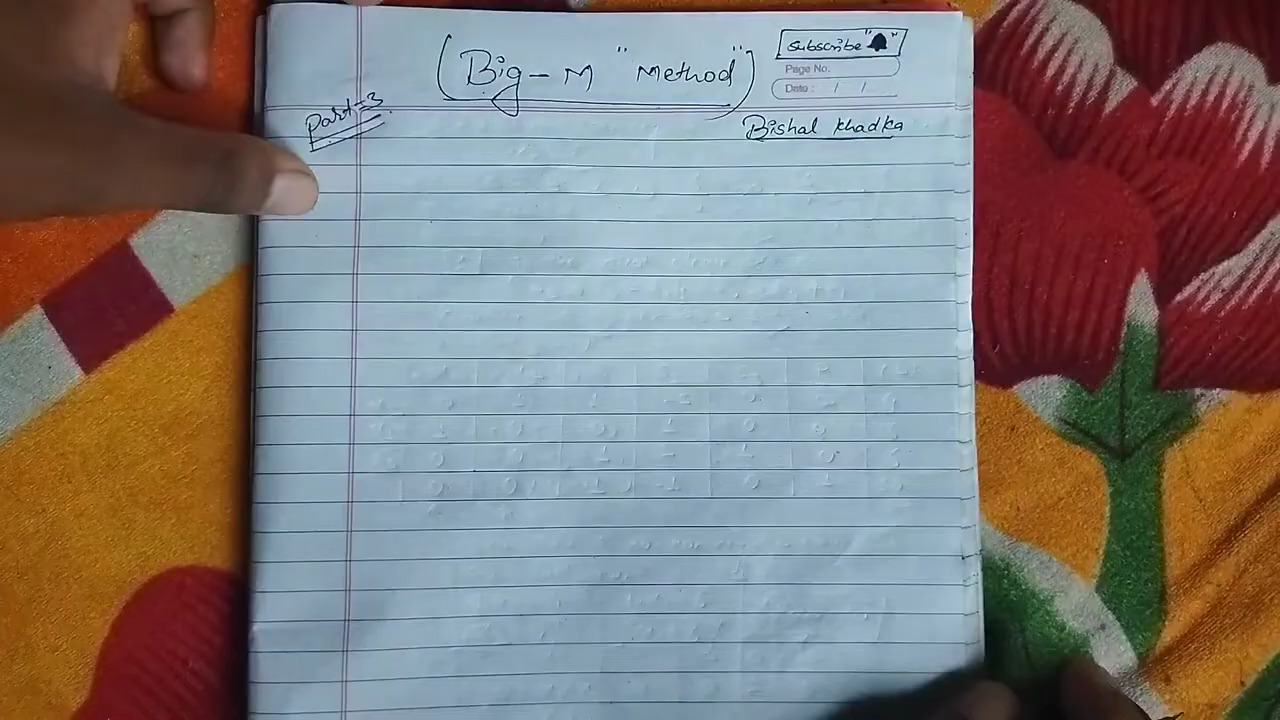 (Big-M "Method")
Subscribe "🔔"
Page No.
Date : / /
Part=3
Bishal Khadka